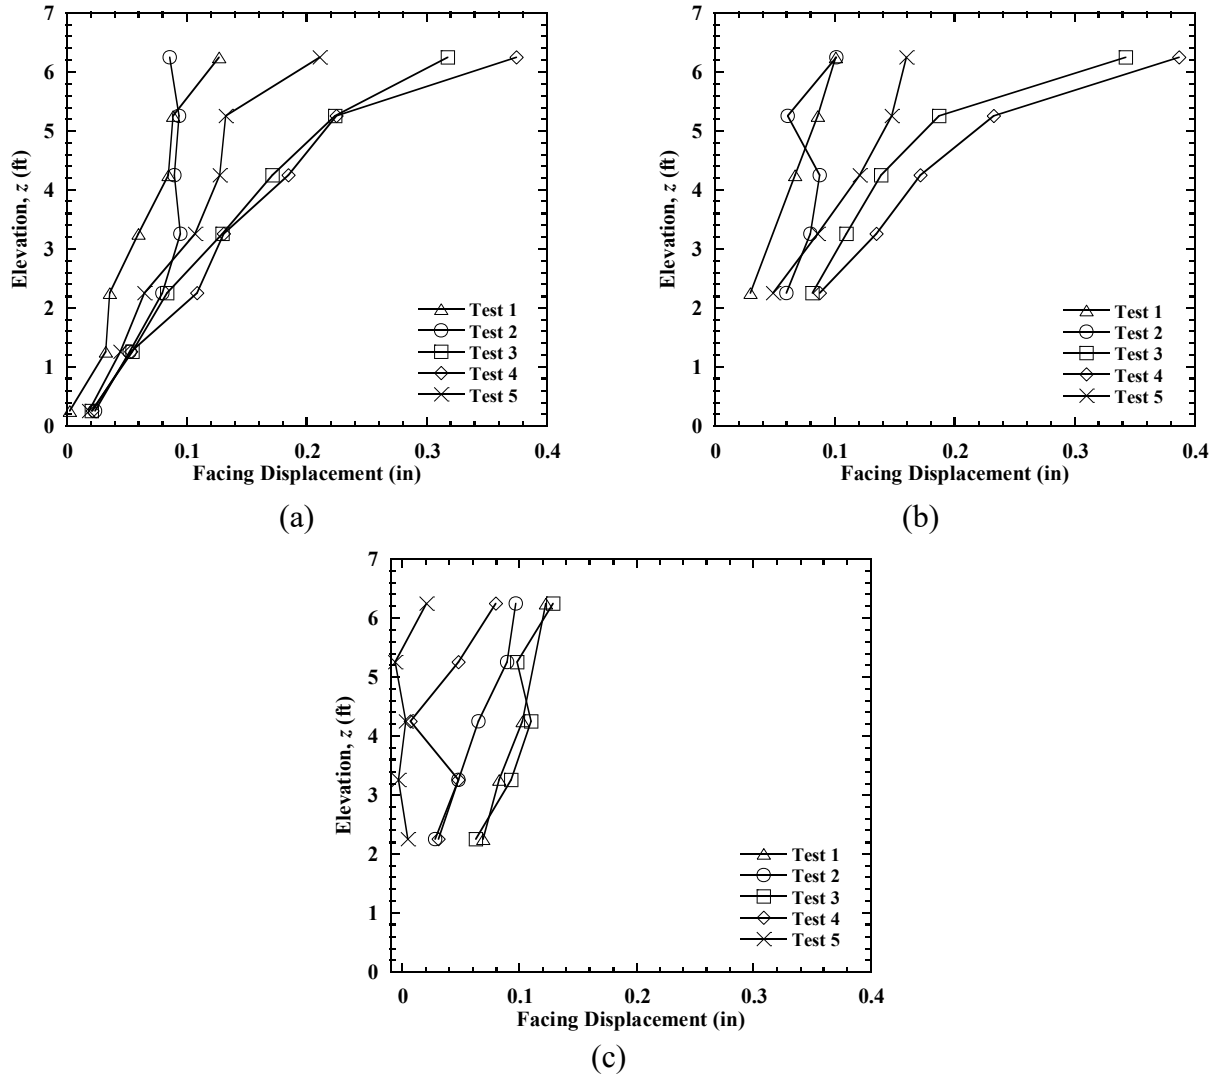 7
6
5
4
3
2
1
0
Elevation, z (ft)
Test 1
Test 2
Test 3
Test 4
Test 5
0 0.1 0.2 0.3 0.4
Facing Displacement (in)
(a)
7
6
5
4
3
2
1
0
Elevation, z (ft)
Test 1
Test 2
Test 3
Test 4
Test 5
0 0.1 0.2 0.3 0.4
Facing Displacement (in)
(b)
7
6
5
4
3
2
1
0
Elevation, z (ft)
Test 1
Test 2
Test 3
Test 4
Test 5
0 0.1 0.2 0.3 0.4
Facing Displacement (in)
(c)